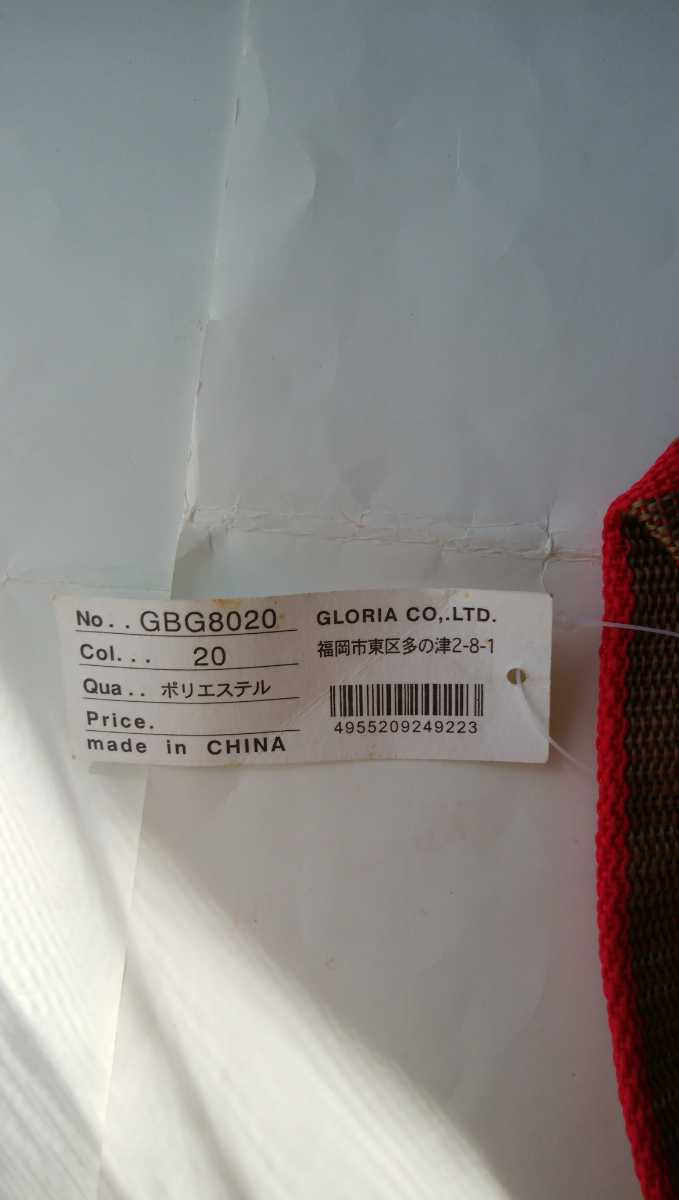 No.. GBG8020
Col... 20
Qua.. ポリエステル
Price.
made in CHINA
GLORIA CO,.LTD.
福岡市東区多の津2-8-1
4955209249223